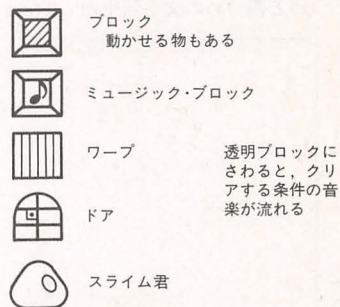 ブロック
動かせる物もある
ミュージック・ブロック
ワープ
透明ブロックに
さわると，クリ
アする条件の音
楽が流れる
ドア
スライム君